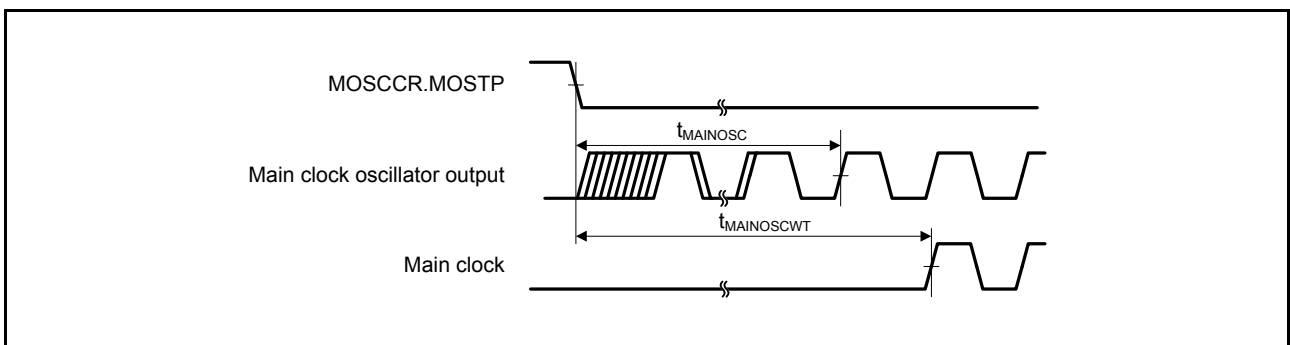 MOSCCR.MOSTP
tMAINOSC
Main clock oscillator output
tMAINOSCWT
Main clock